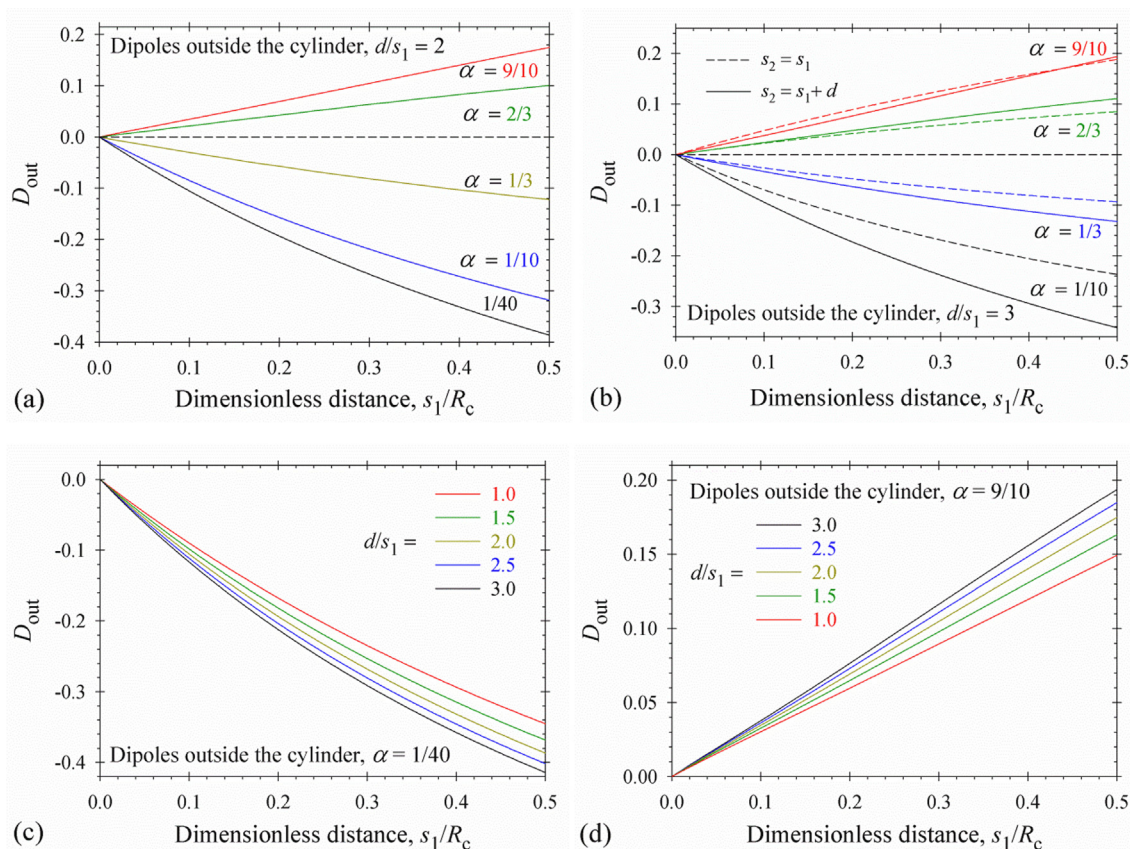 Dipoles outside the cylinder, d/s₁ = 2
α = 9/10
α = 2/3
α = 1/3
α = 1/10
1/40
0.2
0.1
0.0
-0.1
-0.2
-0.3
-0.4
D_out
0.0 0.1 0.2 0.3 0.4 0.5
(a) Dimensionless distance, s₁/R_c
s₂ = s₁
s₂ = s₁ + d
α = 9/10
α = 2/3
α = 1/3
α = 1/10
Dipoles outside the cylinder, d/s₁ = 3
0.2
0.1
0.0
-0.1
-0.2
-0.3
D_out
0.0 0.1 0.2 0.3 0.4 0.5
(b) Dimensionless distance, s₁/R_c
d/s₁ =
1.0
1.5
2.0
2.5
3.0
Dipoles outside the cylinder, α = 1/40
0.0
-0.1
-0.2
-0.3
-0.4
D_out
0.0 0.1 0.2 0.3 0.4 0.5
(c) Dimensionless distance, s₁/R_c
Dipoles outside the cylinder, α = 9/10
d/s₁ =
3.0
2.5
2.0
1.5
1.0
0.20
0.15
0.10
0.05
0.00
D_out
0.0 0.1 0.2 0.3 0.4 0.5
(d) Dimensionless distance, s₁/R_c